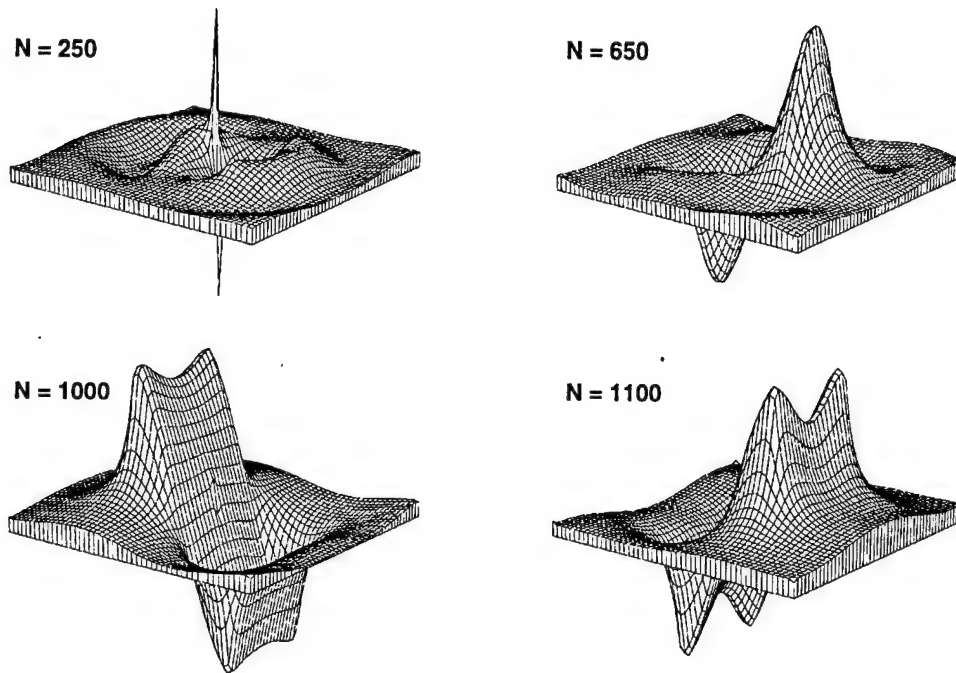 N = 250
N = 650
N = 1000
N = 1100